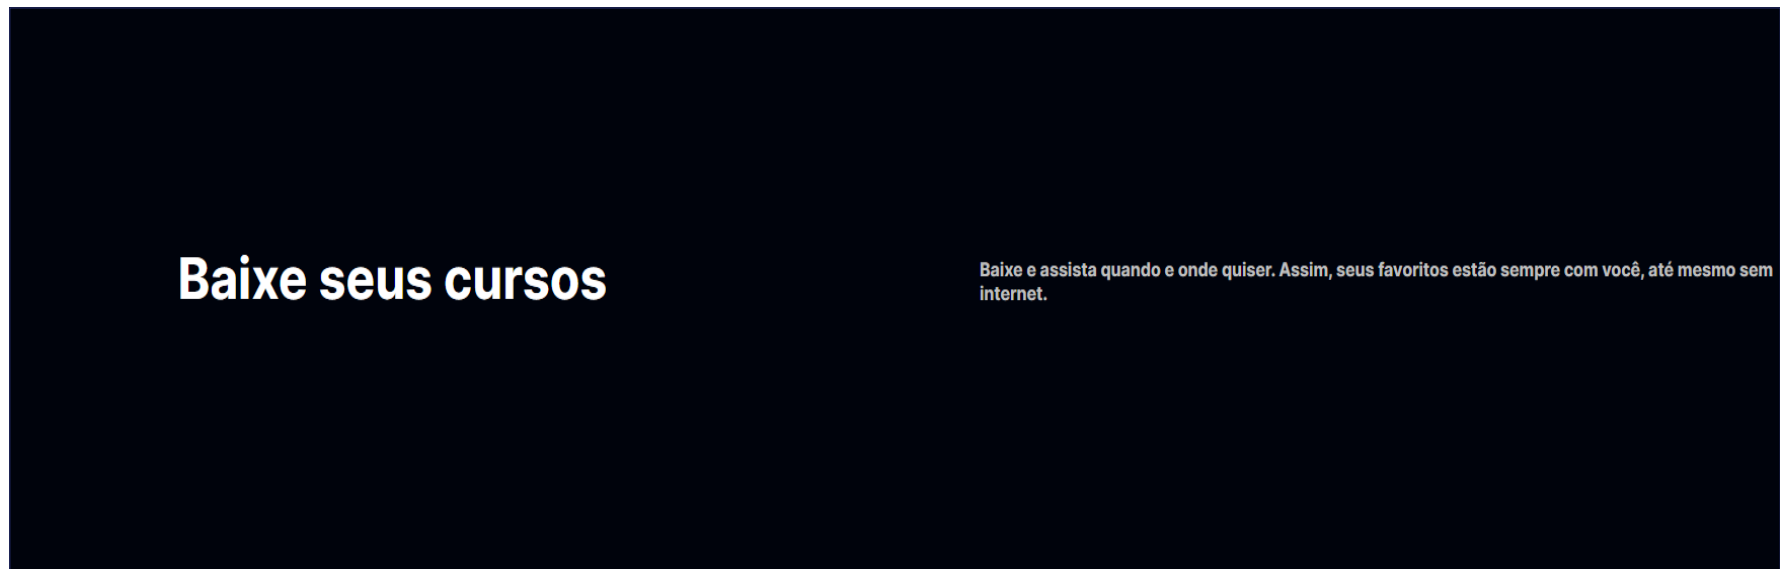 Baixe seus cursos
Baixe e assista quando e onde quiser. Assim, seus favoritos estão sempre com você, até mesmo sem
internet.